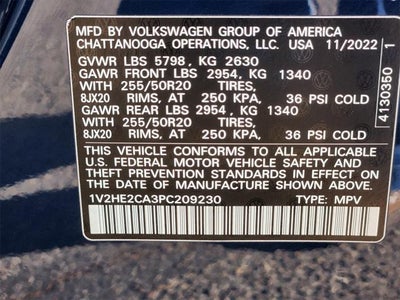 MFD BY VOLKSWAGEN GROUP OF AMERICA
CHATTANOOGA OPERATIONS, LLC. USA 11/2022
GVWR LBS 5798, KG 2630
GAWR FRONT LBS 2954, KG 1340
WITH 255/50R20 TIRES,
8JX20 RIMS, AT 250 KPA, 36 PSI COLD
GAWR REAR LBS 2954, KG 1340
WITH 255/50R20 TIRES,
8JX20 RIMS, AT 250 KPA, 36 PSI COLD
THIS VEHICLE CONFORMS TO ALL APPLICABLE
U.S. FEDERAL MOTOR VEHICLE SAFETY AND
THEFT PREVENTION STANDARDS IN EFFECT ON
THE DATE OF MANUFACTURE SHOWN ABOVE.
1V2HE2CA3PC209230 TYPE: MPV
4130350 1